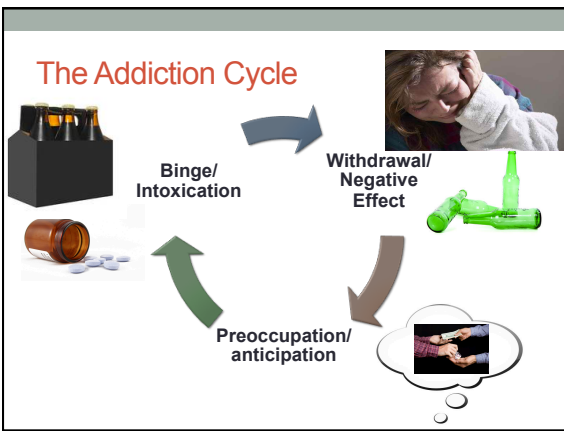 The Addiction Cycle
Binge/
Intoxication
Withdrawal/
Negative
Effect
Preoccupation/
anticipation